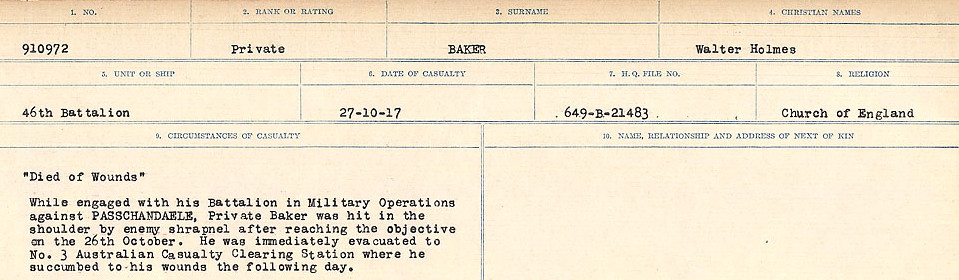 1. NO. 2. RANK OR RATING 3. SURNAME 4. CHRISTIAN NAMES
910972 Private BAKER Walter Holmes
5. UNIT OR SHIP 6. DATE OF CASUALTY 7. H.Q. FILE NO. 8. RELIGION
46th Battalion 27-10-17 649-B-21483 Church of England
9. CIRCUMSTANCES OF CASUALTY 10. NAME, RELATIONSHIP AND ADDRESS OF NEXT OF KIN
"Died of Wounds"
While engaged with his Battalion in Military Operations
against PASSCHANDAELE, Private Baker was hit in the
shoulder by enemy shrapnel after reaching the objective
on the 26th October. He was immediately evacuated to
No. 3 Australian Casualty Clearing Station where he
succumbed to his wounds the following day.